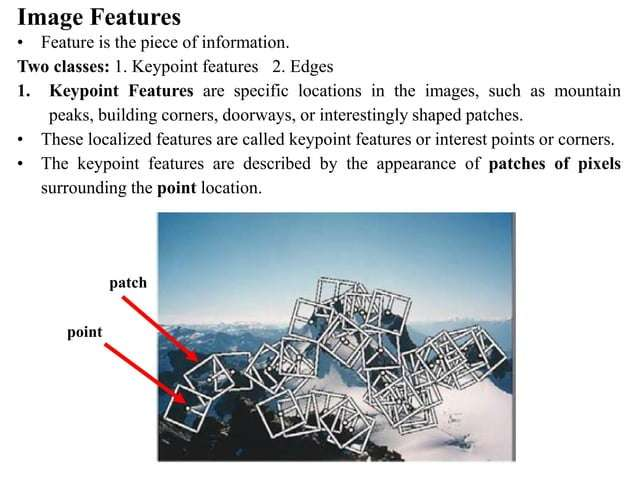 Image Features
• Feature is the piece of information.
Two classes: 1. Keypoint features 2. Edges
1. Keypoint Features are specific locations in the images, such as mountain
peaks, building corners, doorways, or interestingly shaped patches.
• These localized features are called keypoint features or interest points or corners.
• The keypoint features are described by the appearance of patches of pixels
surrounding the point location.
patch
point